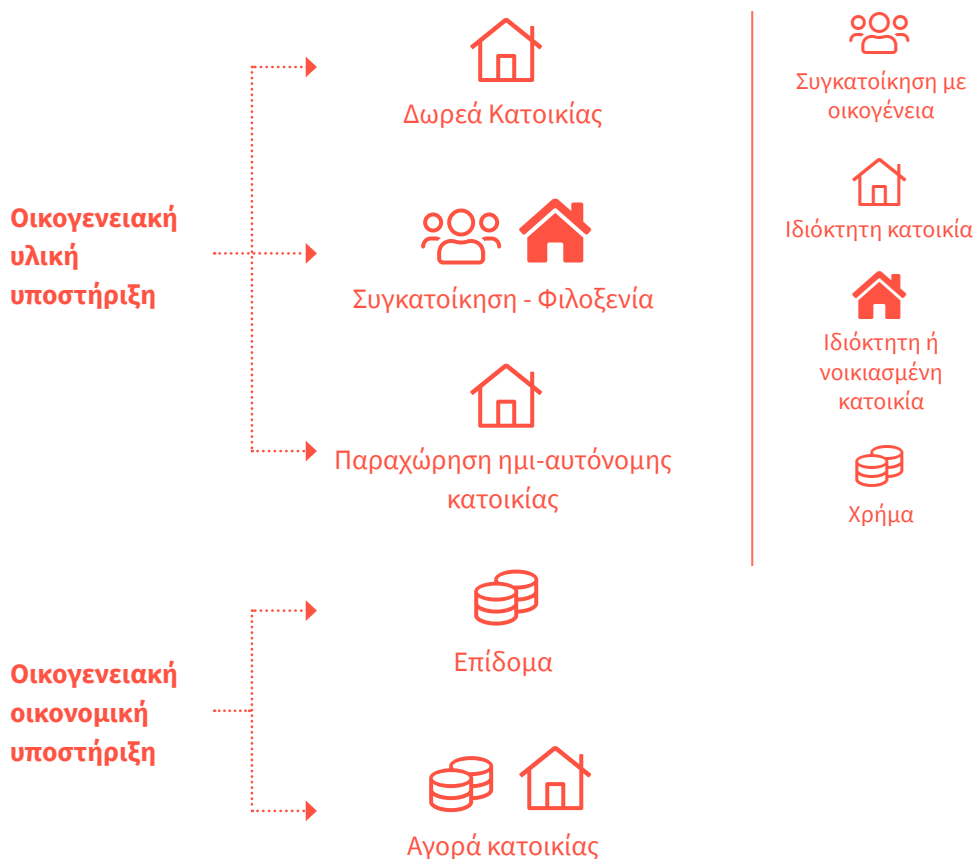 Οικογενειακή
υλική
υποστήριξη
Δωρεά Κατοικίας
Συγκατοίκηση - Φιλοξενία
Παραχώρηση ημι-αυτόνομης
κατοικίας
Οικογενειακή
οικονομική
υποστήριξη
Επίδομα
Αγορά κατοικίας
Συγκατοίκηση με
οικογένεια
Ιδιόκτητη κατοικία
Ιδιόκτητη ή
νοικιασμένη
κατοικία
Χρήμα